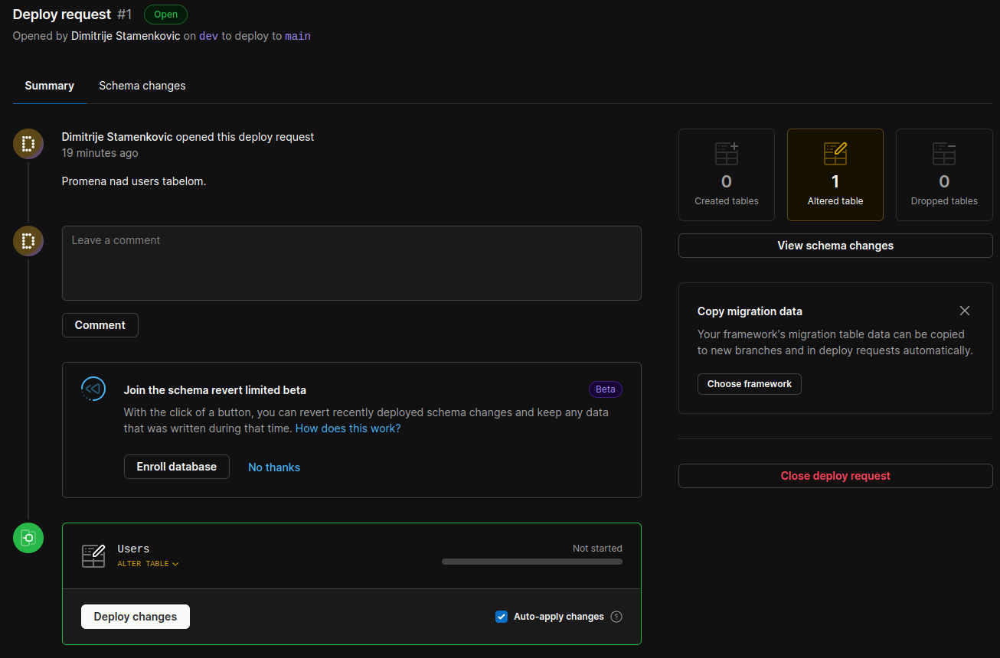 Deploy request #1 Open
Opened by Dimitrije Stamenkovic on dev to deploy to main
Summary Schema changes
D
Dimitrije Stamenkovic opened this deploy request
19 minutes ago
Promena nad users tabelom.
D
Leave a comment
Comment
Join the schema revert limited beta
Beta
With the click of a button, you can revert recently deployed schema changes and keep any data
that was written during that time. How does this work?
Enroll database No thanks
Users
ALTER TABLE
Not started
Deploy changes
Auto-apply changes ?
0
Created tables
1
Altered table
0
Dropped tables
View schema changes
Copy migration data
Your framework's migration table data can be copied
to new branches and in deploy requests automatically.
Choose framework
Close deploy request